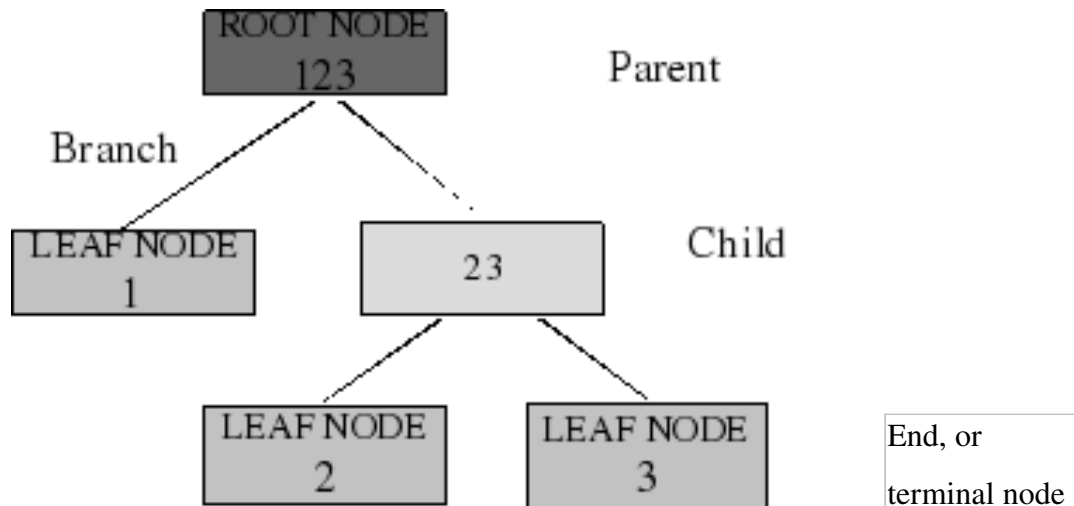 ROOT NODE
123
Parent
Branch
LEAF NODE
1
23
Child
LEAF NODE
2
LEAF NODE
3
End, or
terminal node